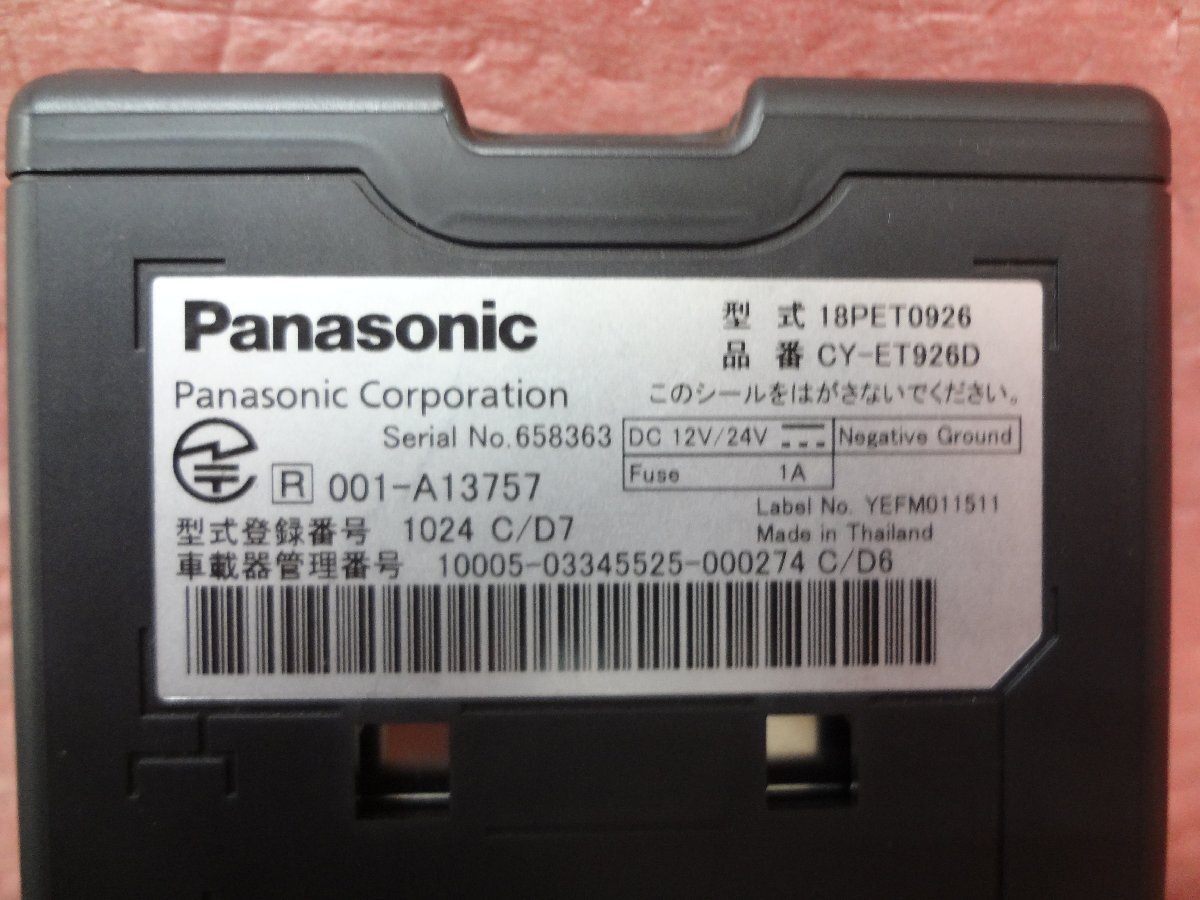 Panasonic
型 式 18PET0926
品 番 CY-ET926D
Panasonic Corporation
このシールをはがさないでください。
Serial No.658363
DC 12V/24V
Negative Ground
Fuse 1A
R 001-A13757
Label No. YEFM011511
Made in Thailand
型式登録番号 1024 C/D7
車載器管理番号 10005-03345525-000274 C/D6